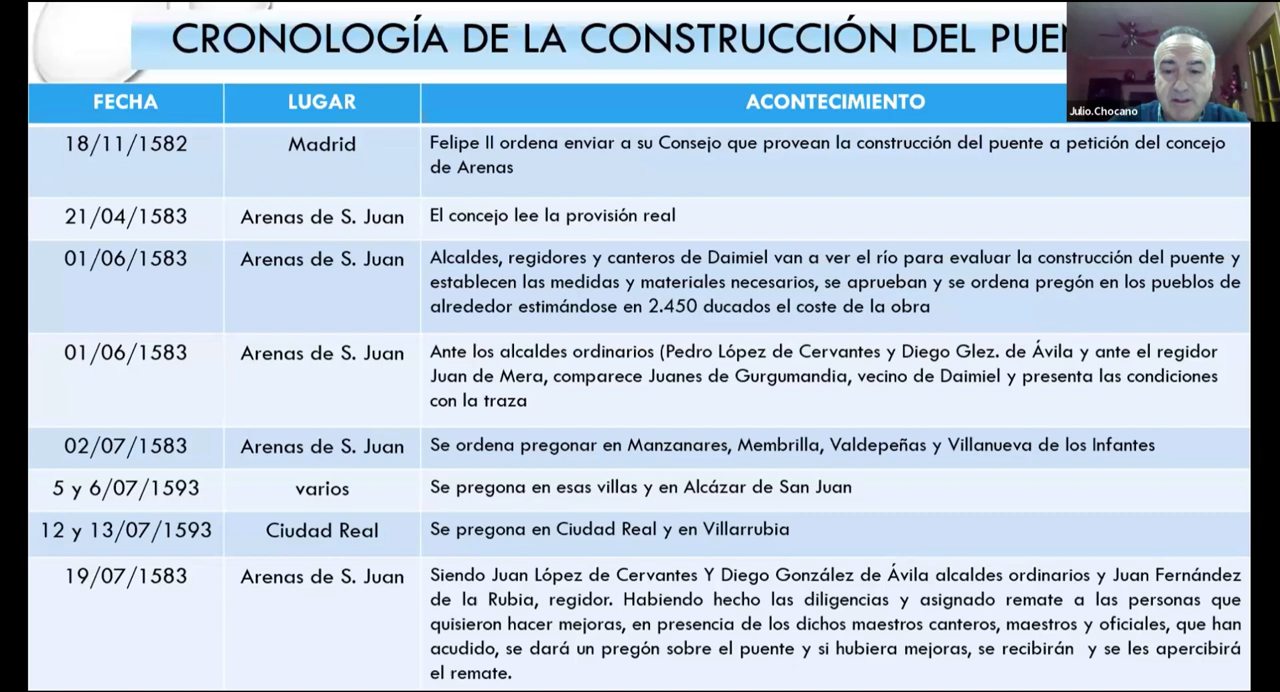 CRONOLOGÍA DE LA CONSTRUCCIÓN DEL
Julio.Chocano
FECHA LUGAR ACONTECIMIENTO
18/11/1582 Madrid Felipe II ordena enviar a su Consejo que provean la construcción del puente a petición del concejo
de Arenas
21/04/1583 Arenas de S. Juan El concejo lee la provisión real
01/06/1583 Arenas de S. Juan Alcaldes, regidores y canteros de Daimiel van a ver el río para evaluar la construcción del puente y
establecen las medidas y materiales necesarios, se aprueban y se ordena pregón en los pueblos de
alrededor estimándose en 2.450 ducados el coste de la obra
01/06/1583 Arenas de S. Juan Ante los alcaldes ordinarios (Pedro López de Cervantes y Diego Glez. de Ávila y ante el regidor
Juan de Mera, comparece Juanes de Gurgumandia, vecino de Daimiel y presenta las condiciones
con la traza
02/07/1583 Arenas de S. Juan Se ordena pregonar en Manzanares, Membrilla, Valdepeñas y Villanueva de los Infantes
5 y 6/07/1593 varios Se pregona en esas villas y en Alcázar de San Juan
12 y 13/07/1593 Ciudad Real Se pregona en Ciudad Real y en Villarrubia
19/07/1583 Arenas de S. Juan Siendo Juan López de Cervantes Y Diego González de Ávila alcaldes ordinarios y Juan Fernández
de la Rubia, regidor. Habiendo hecho las diligencias y asignado remate a las personas que
quisieron hacer mejoras, en presencia de los dichos maestros canteros, maestros y oficiales, que han
acudido, se dará un pregón sobre el puente y si hubiera mejoras, se recibirán y se les apercibirá
el remate.